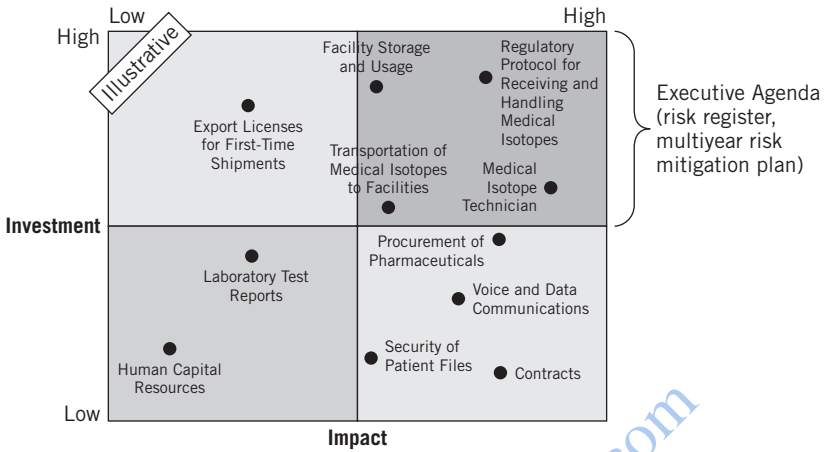 Low
High
High
Illustrative
Facility Storage
and Usage
Regulatory
Protocol for
Receiving and
Handling
Medical
Isotopes
Export Licenses
for First-Time
Shipments
Transportation of
Medical Isotopes
to Facilities
Medical
Isotope
Technician
Executive Agenda
(risk register,
multiyear risk
mitigation plan)
Investment
Procurement of
Pharmaceuticals
Laboratory Test
Reports
Voice and Data
Communications
Security of
Patient Files
Human Capital
Resources
Contracts
Low
Impact
com